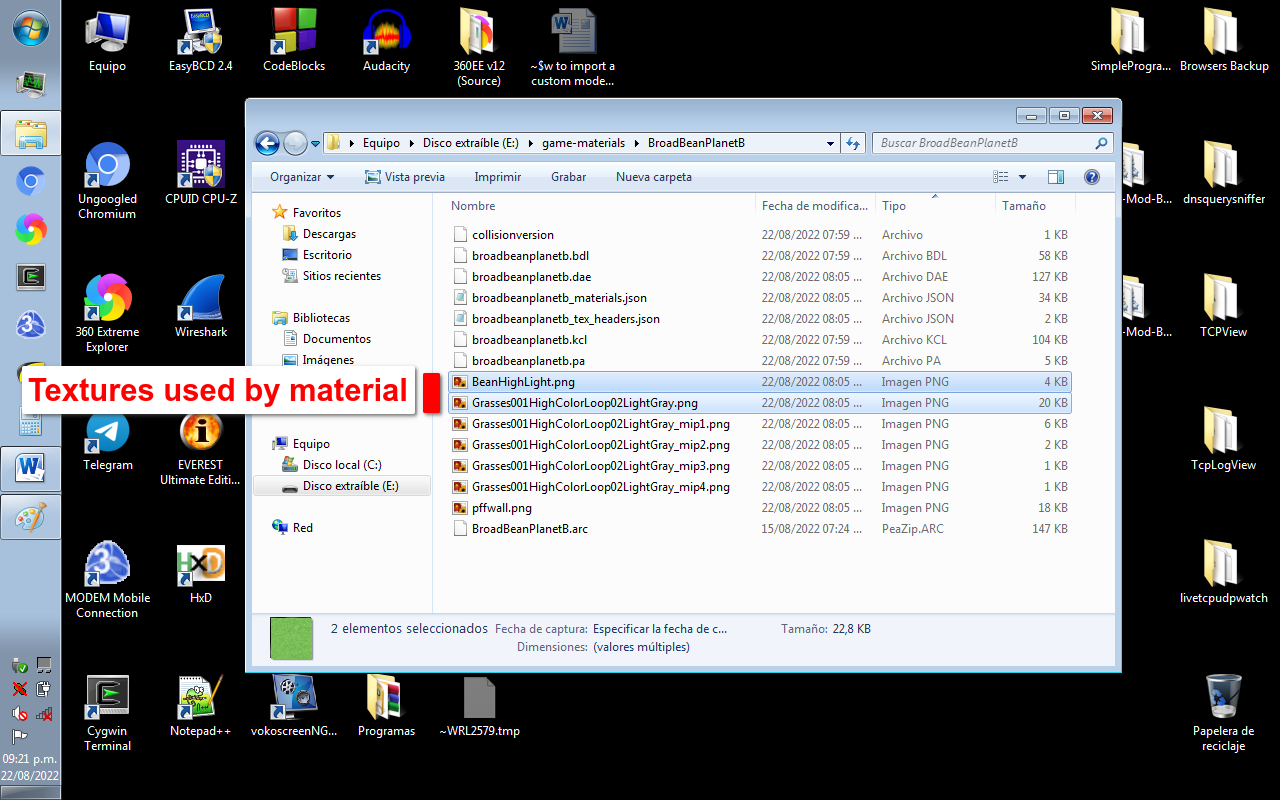 Equipo
EasyBCD 2.4
CodeBlocks
Audacity
360EE v12
(Source)
~$w to import a
custom mode...
SimpleProgra...
Browsers Backup
Ungoogled
Chromium
CPUID CPU-Z
-Mod-B...
dnsquerysniffer
360 Extreme
Explorer
Wireshark
-Mod-B...
TCPView
Equipo
Disco extraíble (E:)
game-materials
BroadBeanPlanetB
Buscar BroadBeanPlanetB
Organizar
Vista previa
Imprimir
Grabar
Nueva carpeta
Favoritos
Descargas
Escritorio
Sitios recientes
Bibliotecas
Documentos
Imágenes
Equipo
Disco local (C:)
Disco extraíble (E:)
Red
Nombre Fecha de modifica... Tipo Tamaño
collisionversion 22/08/2022 07:59 ... Archivo 1 KB
broadbeanplanetb.bdl 22/08/2022 07:59 ... Archivo BDL 58 KB
broadbeanplanetb.dae 22/08/2022 08:05 ... Archivo DAE 127 KB
broadbeanplanetb_materials.json 22/08/2022 08:05 ... Archivo JSON 34 KB
broadbeanplanetb_tex_headers.json 22/08/2022 08:05 ... Archivo JSON 2 KB
broadbeanplanetb.kcl 22/08/2022 07:59 ... Archivo KCL 104 KB
broadbeanplanetb.pa 22/08/2022 07:59 ... Archivo PA 5 KB
BeanHighLight.png 22/08/2022 08:05 ... Imagen PNG 4 KB
Grasses001HighColorLoop02LightGray.png 22/08/2022 08:05 ... Imagen PNG 20 KB
Grasses001HighColorLoop02LightGray_mip1.png 22/08/2022 08:05 ... Imagen PNG 6 KB
Grasses001HighColorLoop02LightGray_mip2.png 22/08/2022 08:05 ... Imagen PNG 2 KB
Grasses001HighColorLoop02LightGray_mip3.png 22/08/2022 08:05 ... Imagen PNG 1 KB
Grasses001HighColorLoop02LightGray_mip4.png 22/08/2022 08:05 ... Imagen PNG 1 KB
pffwall.png 22/08/2022 08:05 ... Imagen PNG 18 KB
BroadBeanPlanetB.arc 15/08/2022 07:24 ... PeaZip.ARC 147 KB
2 elementos seleccionados
Fecha de captura: Especificar la fecha de c...
Tamaño: 22,8 KB
Dimensiones: (valores múltiples)
Textures used by material
Telegram
EVEREST
Ultimate Editi...
TcpLogView
MODEM Mobile
Connection
HxD
livetcpudpwatch
Cygwin
Terminal
Notepad++
vokoscreenNG...
Programas
~WRL2579.tmp
Papelera de
reciclaje
09:21 p.m.
22/08/2022